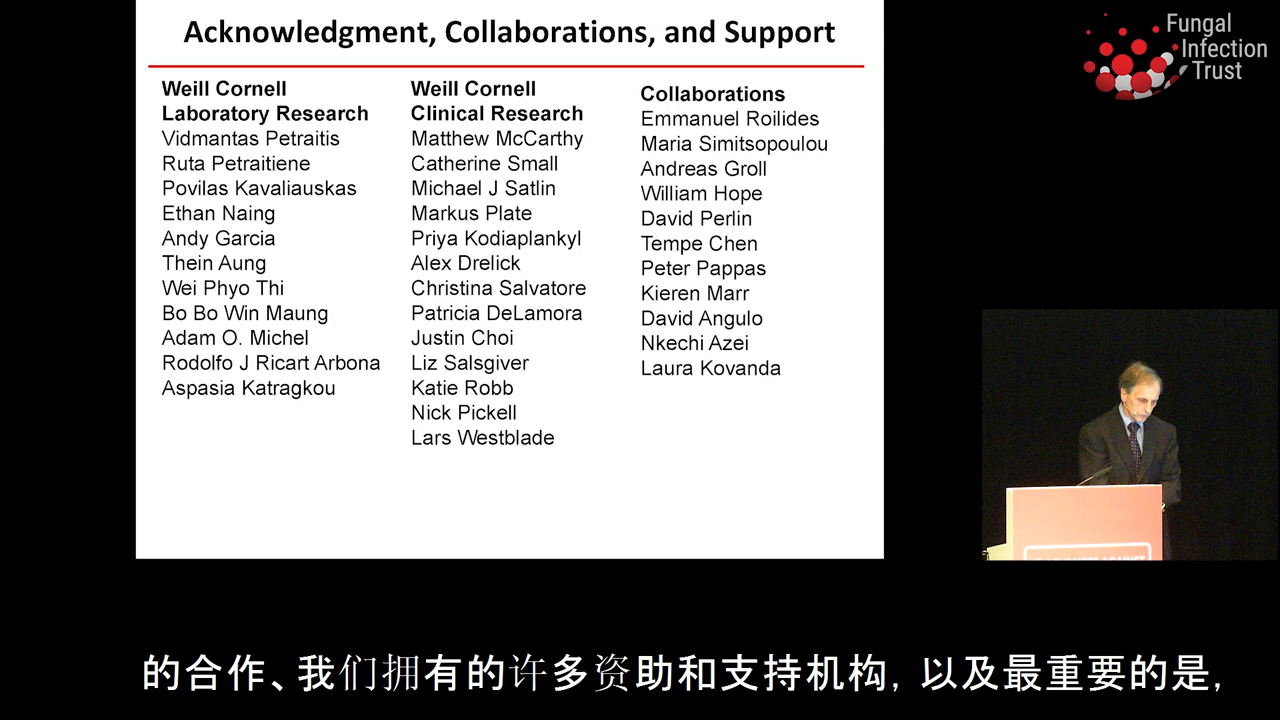 Acknowledgment, Collaborations, and Support
Weill Cornell
Laboratory Research
Vidmantas Petraitis
Ruta Petraitiene
Povilas Kavaliauskas
Ethan Naing
Andy Garcia
Thein Aung
Wei Phyo Thi
Bo Bo Win Maung
Adam O. Michel
Rodolfo J Ricart Arbona
Aspasia Katragkou
Weill Cornell
Clinical Research
Matthew McCarthy
Catherine Small
Michael J Satlin
Markus Plate
Priya Kodiaplankyl
Alex Drelick
Christina Salvatore
Patricia DeLamora
Justin Choi
Liz Salsgiver
Katie Robb
Nick Pickell
Lars Westblade
Collaborations
Emmanuel Roilides
Maria Simitsopoulou
Andreas Groll
William Hope
David Perlin
Tempe Chen
Peter Pappas
Kieren Marr
David Angulo
Nkechi Azei
Laura Kovanda
Fungal
Infection
Trust
的合作、我们拥有的许多资助和支持机构, 以及最重要的是,